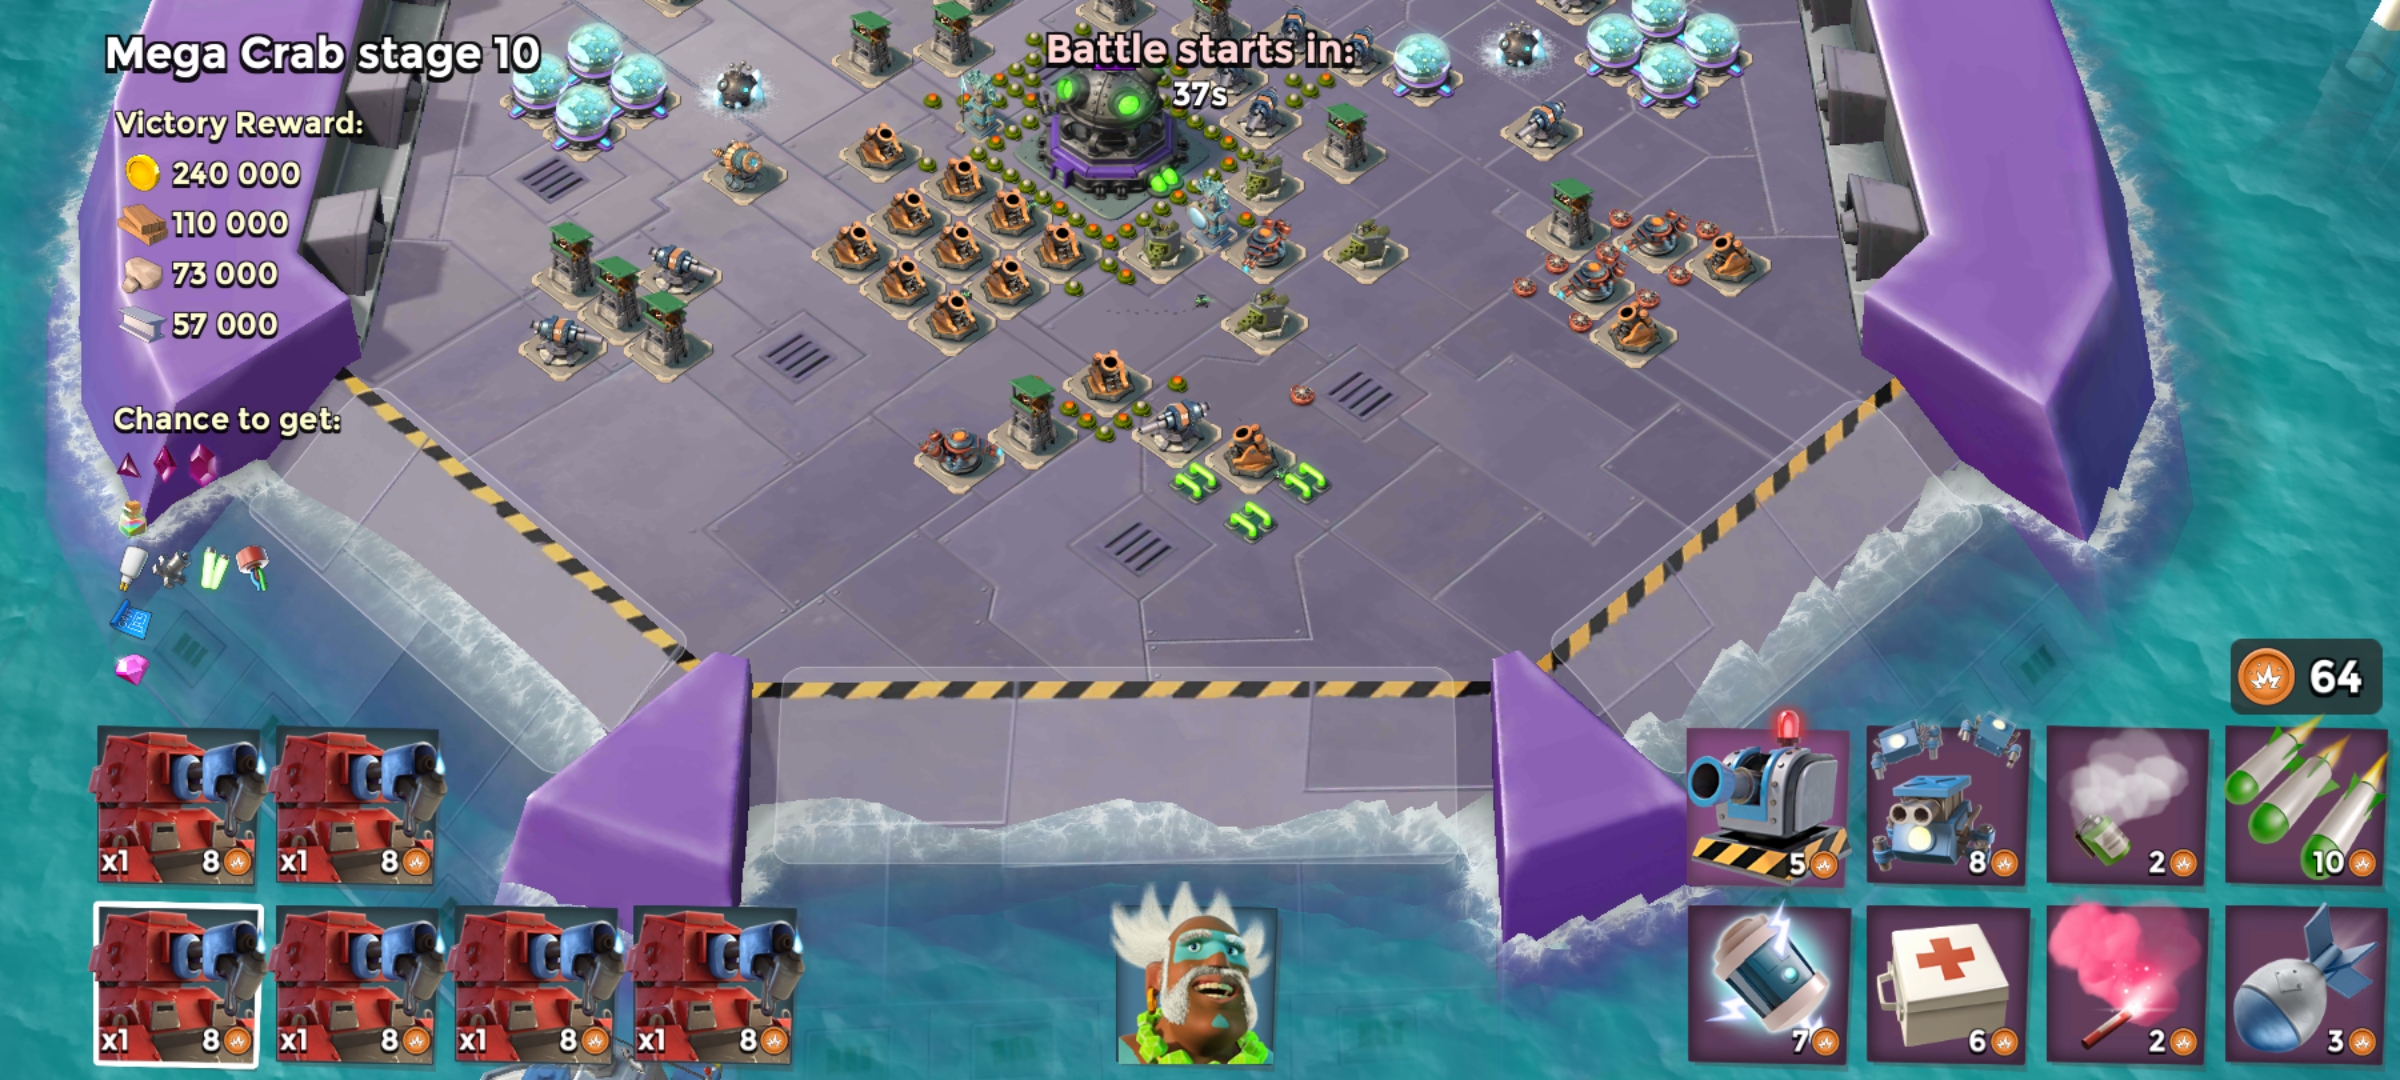 Mega Crab stage 10
Battle starts in:
37s
Victory Reward:
240 000
110 000
73 000
57 000
Chance to get:
64
x1 8
x1 8
5
8
2
10
x1 8
x1 8
x1 8
x1 8
7
6
2
3